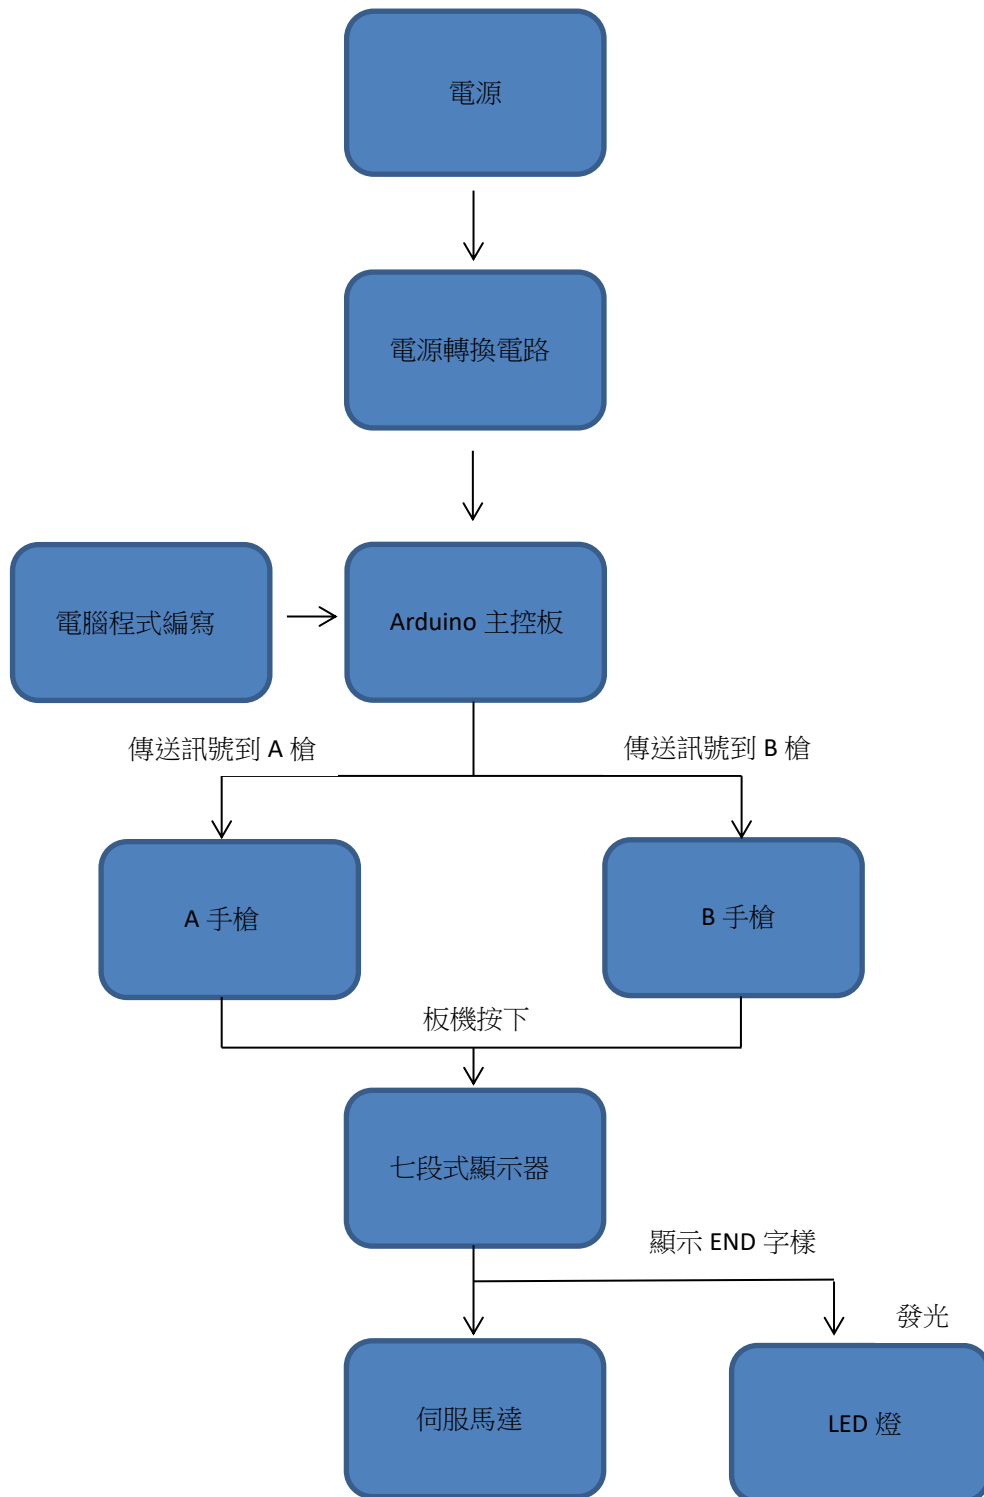 電源
電源轉換電路
電腦程式編寫
Arduino 主控板
傳送訊號到 A 槍
傳送訊號到 B 槍
A 手槍
B 手槍
板機按下
七段式顯示器
顯示 END 字樣
發光
伺服馬達
LED 燈